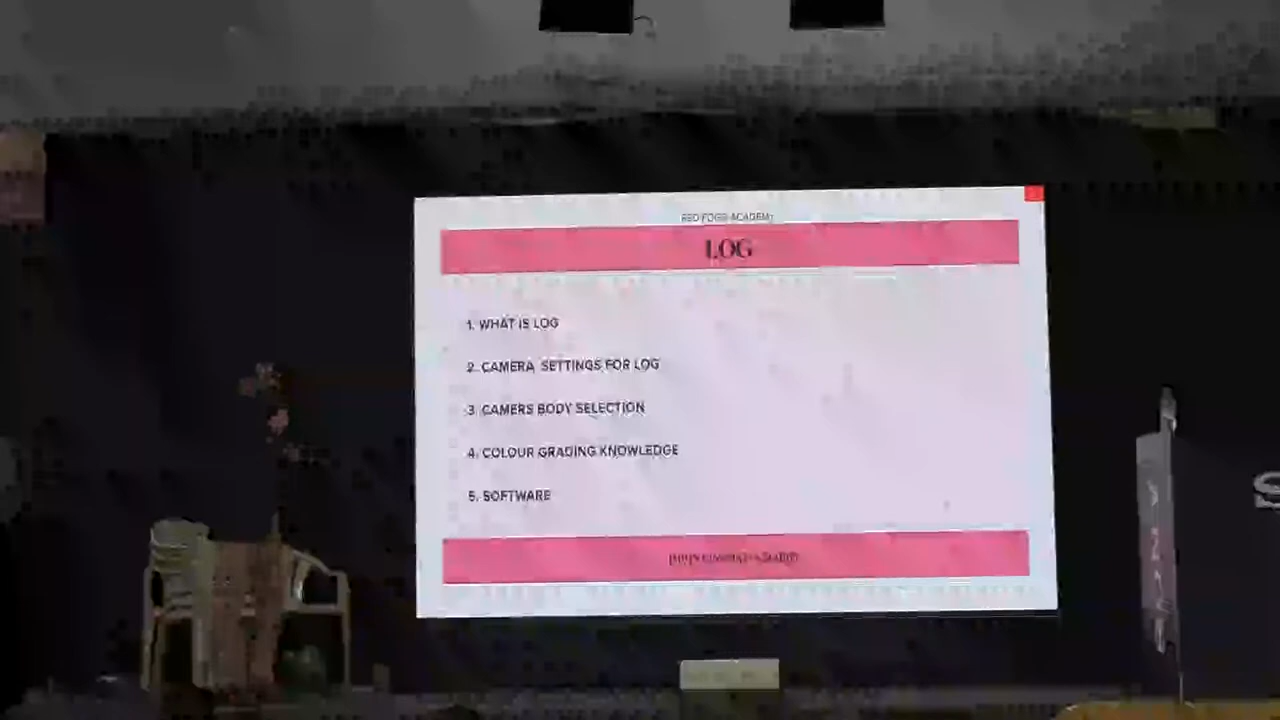 LOG
1. WHAT IS LOG
2. CAMERA SETTINGS FOR LOG
3. CAMERS BODY SELECTION
4. COLOUR GRADING KNOWLEDGE
5. SOFTWARE